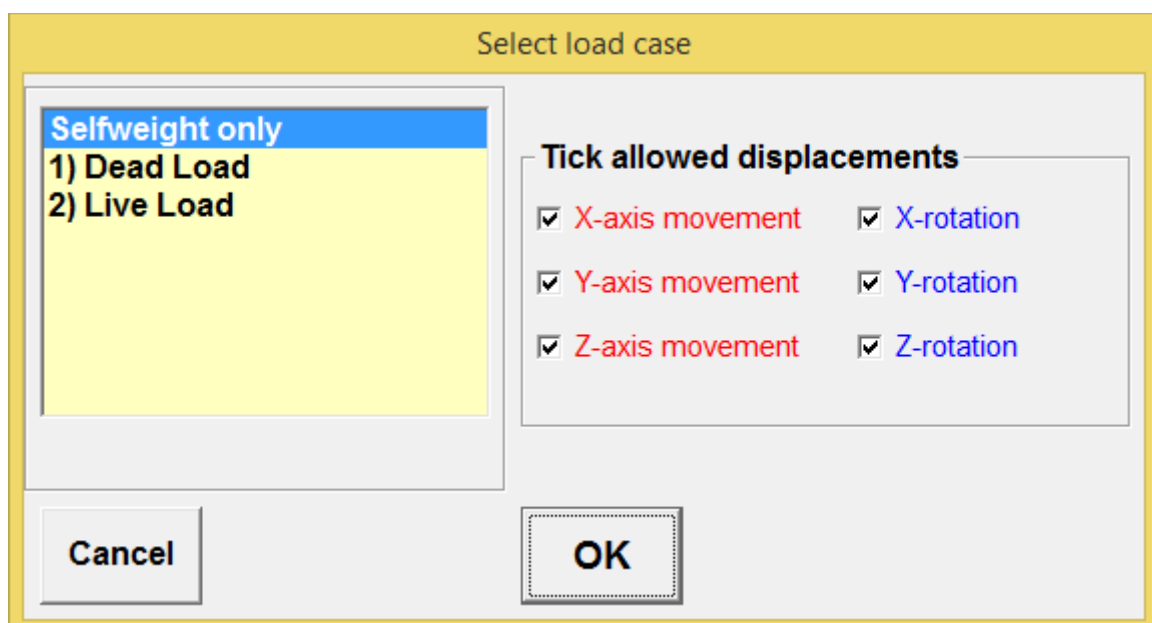 Select load case
Selfweight only
1) Dead Load
2) Live Load
Tick allowed displacements
X-axis movement X-rotation
Y-axis movement Y-rotation
Z-axis movement Z-rotation
Cancel OK